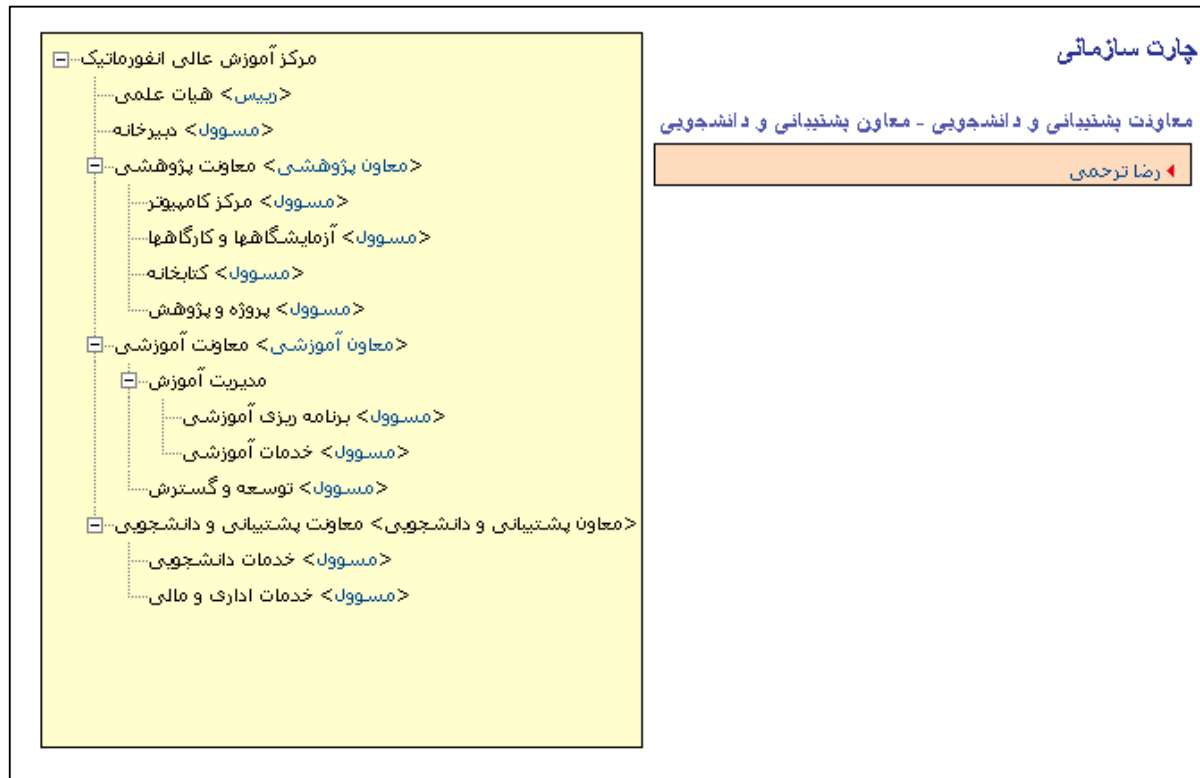 چارت سازمانی
معاونت پشتیبانی و دانشجویی - معاون پشتیبانی و دانشجویی
رضا ترحمی
مرکز آموزش عالی انفورماتیک
هیات علمی <رییس>
دبیرخانه <مسوول>
معاونت پژوهشی <معاون پژوهشی>
مرکز کامپیوتر <مسوول>
آزمایشگاهها و کارگاهها <مسوول>
کتابخانه <مسوول>
پروژه و پژوهش <مسوول>
معاونت آموزشی <معاون آموزشی>
مدیریت آموزش
برنامه ریزی آموزشی <مسوول>
خدمات آموزشی <مسوول>
توسعه و گسترش <مسوول>
معاونت پشتیبانی و دانشجویی <معاون پشتیبانی و دانشجویی>
خدمات دانشجویی <مسوول>
خدمات اداری و مالی <مسوول>